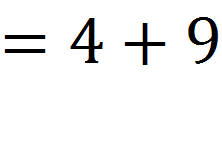 = 4 + 9